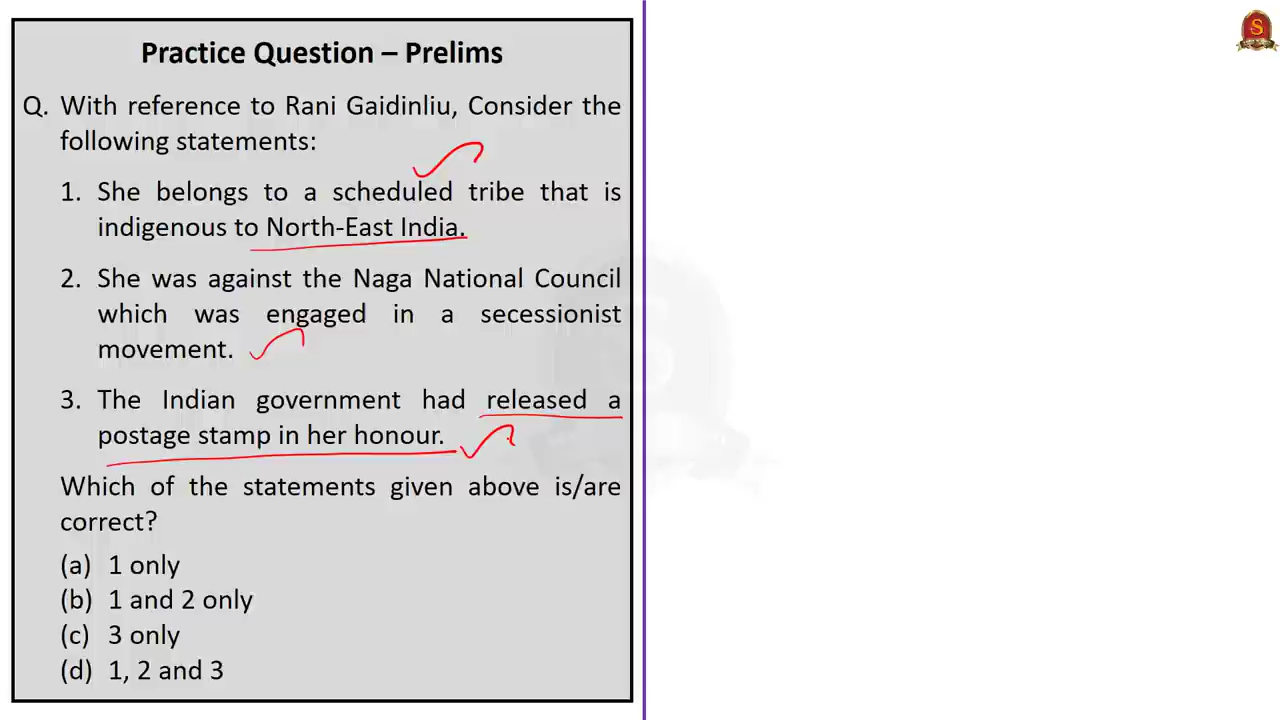 Practice Question – Prelims
Q. With reference to Rani Gaidinliu, Consider the
following statements:
1. She belongs to a scheduled tribe that is
indigenous to North-East India.
2. She was against the Naga National Council
which was engaged in a secessionist
movement.
3. The Indian government had released a
postage stamp in her honour.
Which of the statements given above is/are
correct?
(a) 1 only
(b) 1 and 2 only
(c) 3 only
(d) 1, 2 and 3
S